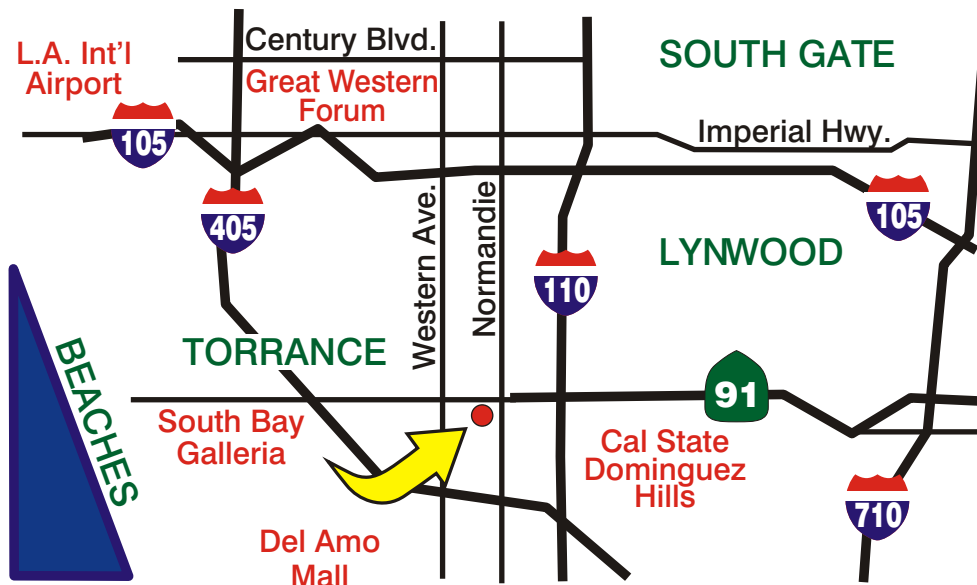 Century Blvd.
SOUTH GATE
L.A. Int'l
Airport
Great Western
Forum
105
Imperial Hwy.
405
Western Ave.
Normandie
110
105
LYNWOOD
BEACHES
TORRANCE
91
South Bay
Galleria
Cal State
Dominguez
Hills
710
Del Amo
Mall